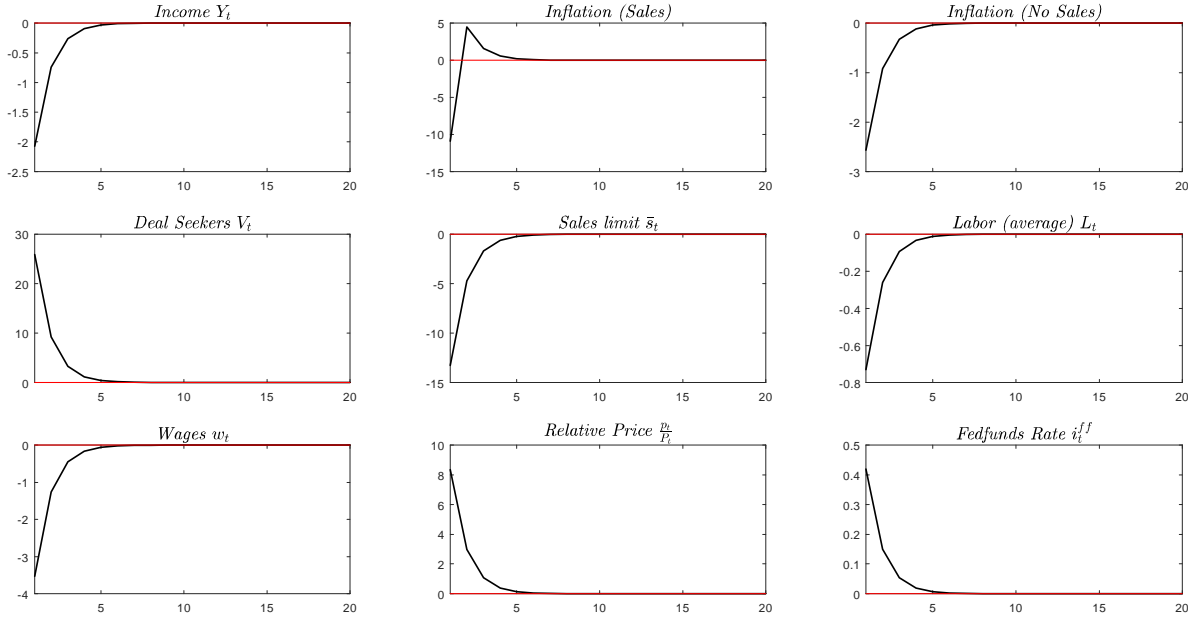 Income Y_t
0
-0.5
-1
-1.5
-2
-2.5
5 10 15 20
Inflation (Sales)
5
0
-5
-10
-15
5 10 15 20
Inflation (No Sales)
0
-1
-2
-3
5 10 15 20
Deal Seekers V_t
30
20
10
0
5 10 15 20
Sales limit s̄_t
0
-5
-10
-15
5 10 15 20
Labor (average) L_t
0
-0.2
-0.4
-0.6
-0.8
5 10 15 20
Wages w_t
0
-1
-2
-3
-4
5 10 15 20
Relative Price p_t/P_t
10
8
6
4
2
0
5 10 15 20
Fedfunds Rate i_t^{ff}
0.5
0.4
0.3
0.2
0.1
0
5 10 15 20